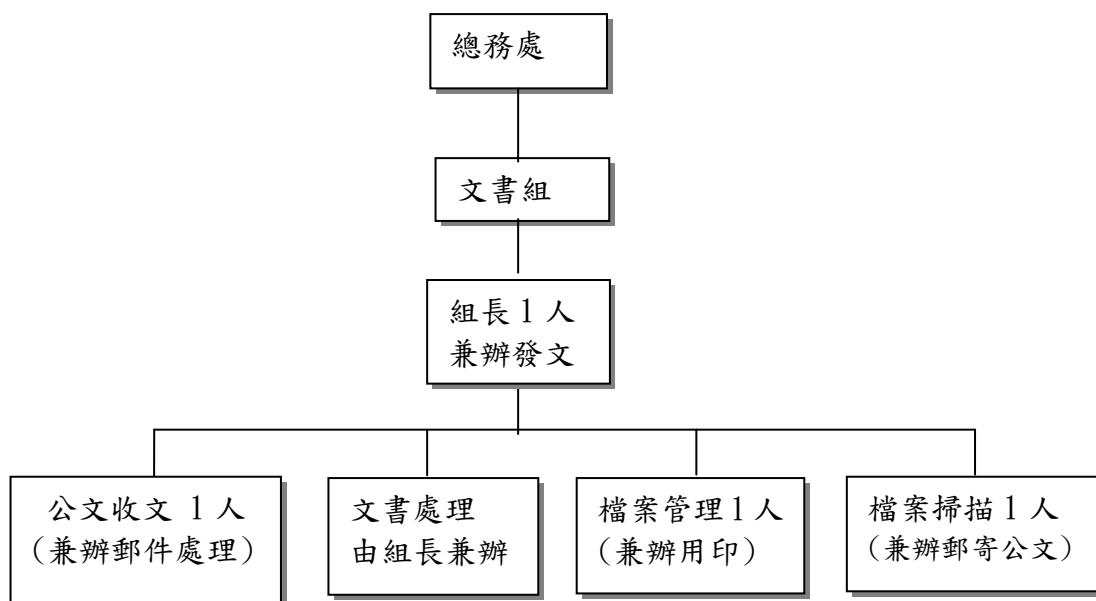 總務處
文書組
組長1人
兼辦發文
公文收文 1人
(兼辦郵件處理)
文書處理
由組長兼辦
檔案管理1人
(兼辦用印)
檔案掃描1人
(兼辦郵寄公文)